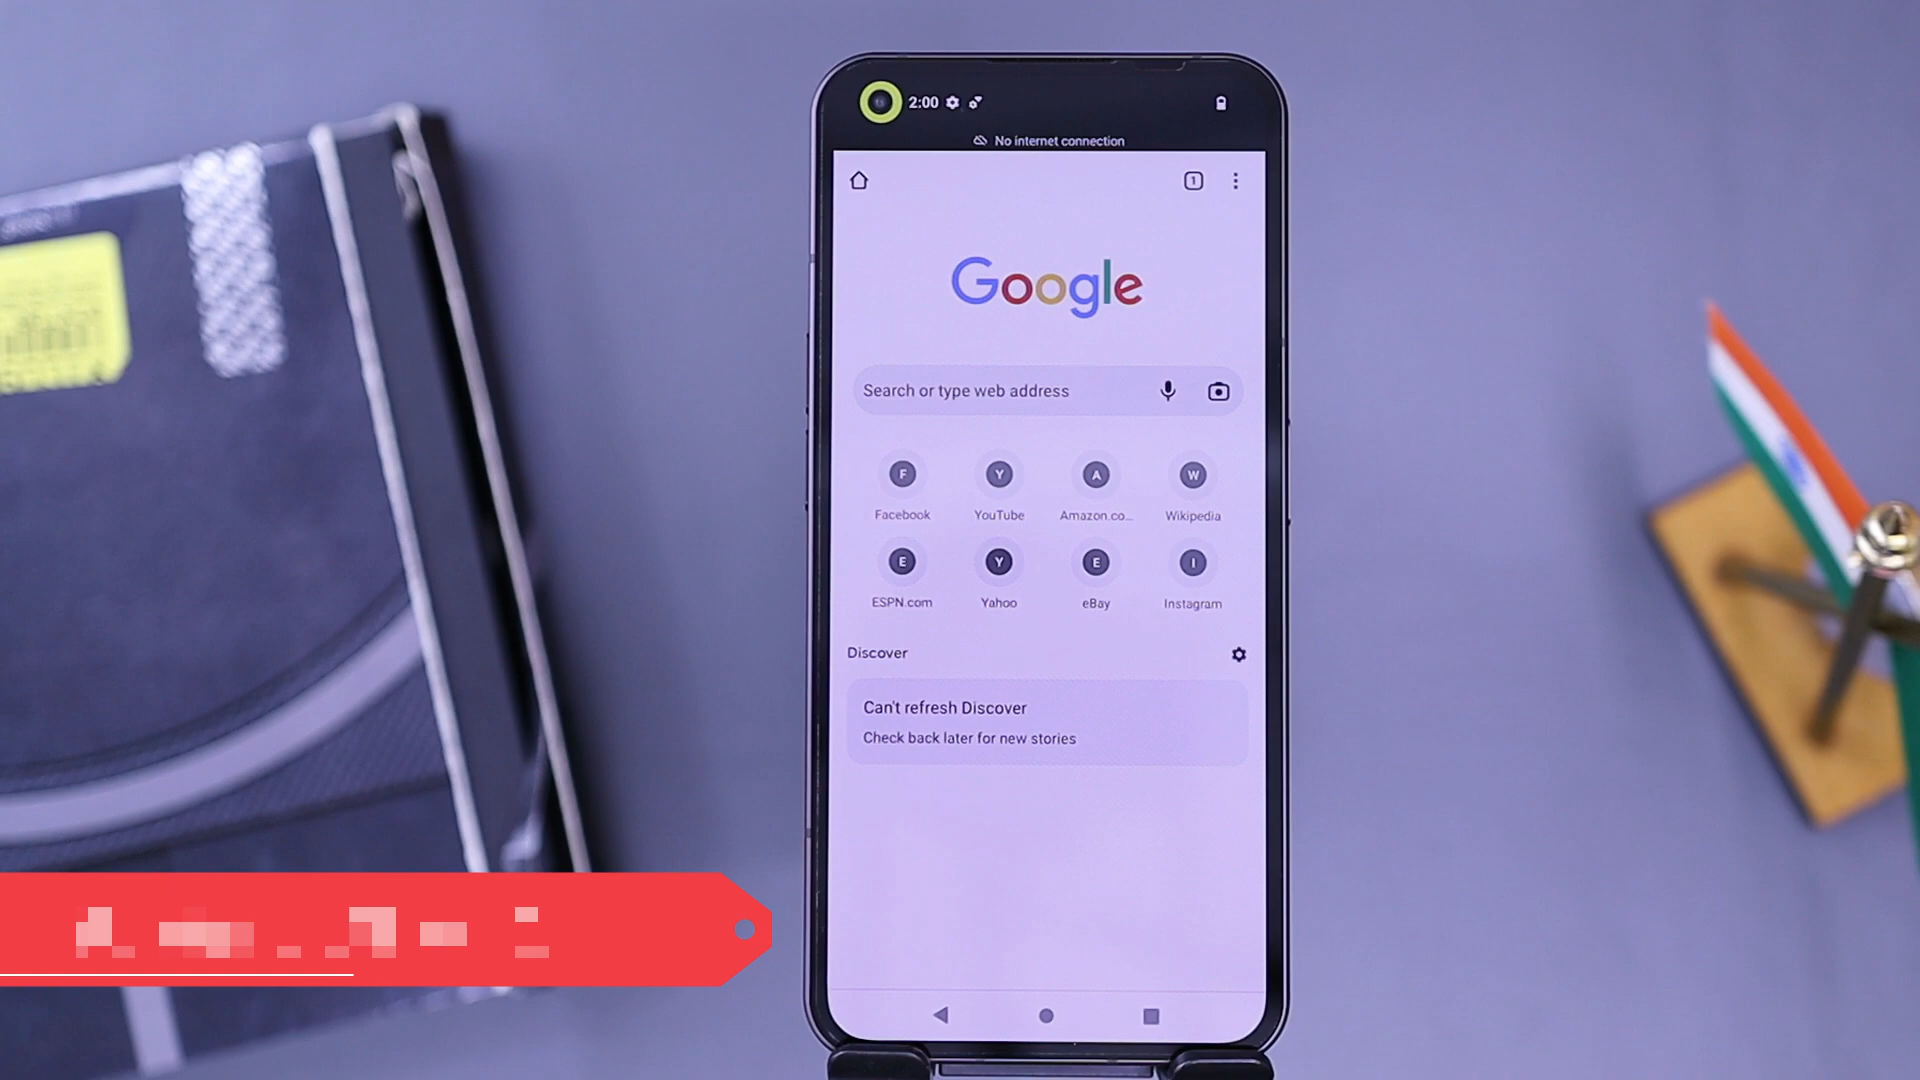 2:00
No internet connection
1
Google
Search or type web address
F Y A W
Facebook YouTube Amazon.co... Wikipedia
E Y E I
ESPN.com Yahoo eBay Instagram
Discover
Can't refresh Discover
Check back later for new stories